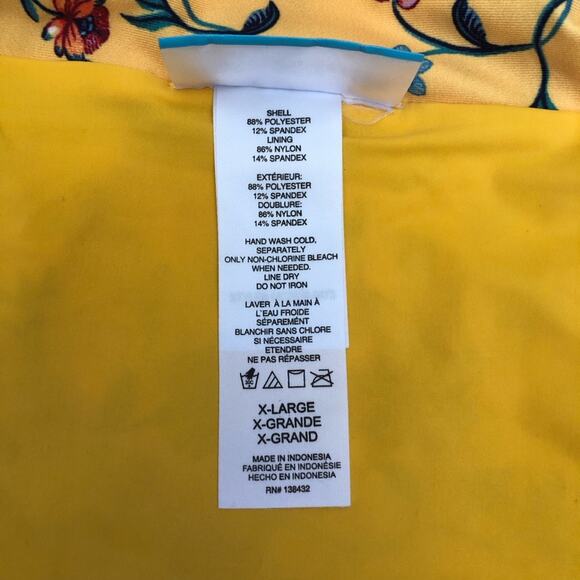 SHELL
88% POLYESTER
12% SPANDEX
LINING
86% NYLON
14% SPANDEX
EXTÉRIEUR:
88% POLYESTER
12% SPANDEX
DOUBLURE:
86% NYLON
14% SPANDEX
HAND WASH COLD.
SEPARATELY
ONLY NON-CHLORINE BLEACH
WHEN NEEDED.
LINE DRY
DO NOT IRON
LAVER À LA MAIN À
L'EAU FROIDE
SÉPARÉMENT
BLANCHIR SANS CHLORE
SI NÉCESSAIRE
ETENDRE
NE PAS REPASSER
X-LARGE
X-GRANDE
X-GRAND
MADE IN INDONESIA
FABRIQUÉ EN INDONÉSIE
HECHO EN INDONESIA
RN# 138432